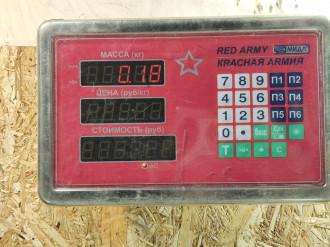 МАССА (кг)
0.18
ЦЕНА (руб/кг)
СТОИМОСТЬ (руб)
RED ARMY МИДЛ
КРАСНАЯ АРМИЯ
7 8 9 П1 П2
4 5 6 П3 П4
1 2 3 П5 П6
0 •
Т + С